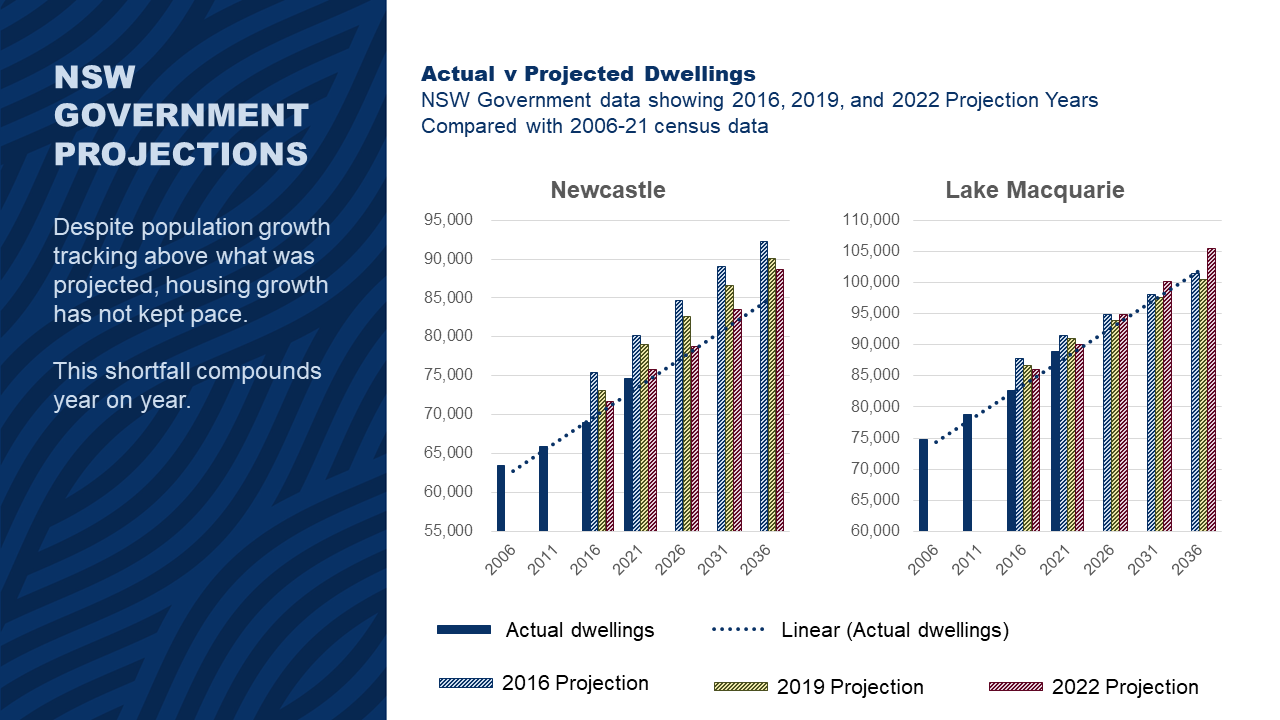 NSW
GOVERNMENT
PROJECTIONS
Despite population growth
tracking above what was
projected, housing growth
has not kept pace.
This shortfall compounds
year on year.
Actual v Projected Dwellings
NSW Government data showing 2016, 2019, and 2022 Projection Years
Compared with 2006-21 census data
Newcastle
95,000
90,000
85,000
80,000
75,000
70,000
65,000
60,000
55,000
2006
2011
2016
2021
2026
2031
2036
Lake Macquarie
110,000
105,000
100,000
95,000
90,000
85,000
80,000
75,000
70,000
65,000
60,000
2006
2011
2016
2021
2026
2031
2036
Actual dwellings
Linear (Actual dwellings)
2016 Projection
2019 Projection
2022 Projection